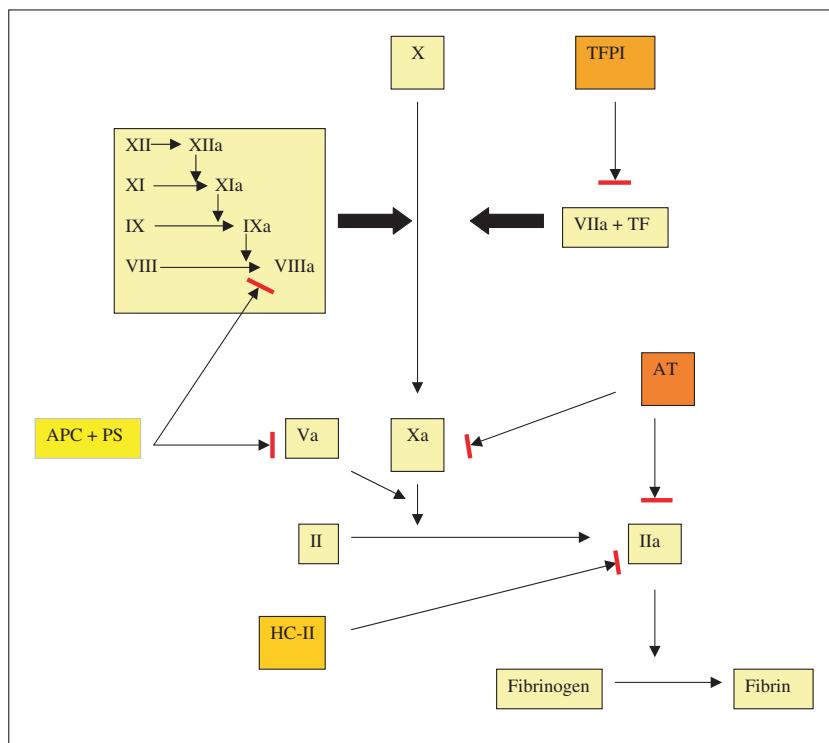 X
TFPI
XII XIIa
XI XIa
IX IXa
VIII VIIIa
VIIa + TF
AT
APC + PS
Va
Xa
II
IIa
HC-II
Fibrinogen
Fibrin